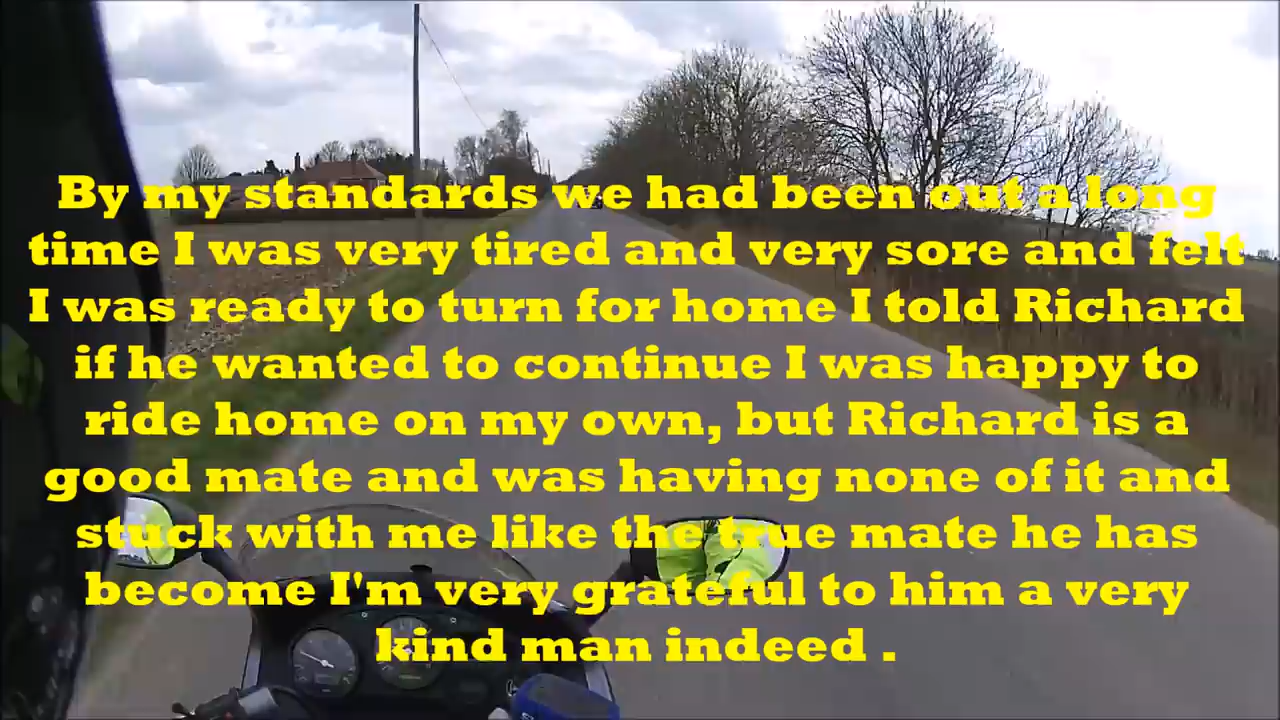 By my standards we had been out a long
time I was very tired and very sore and felt
I was ready to turn for home I told Richard
if he wanted to continue I was happy to
ride home on my own, but Richard is a
good mate and was having none of it and
stuck with me like the true mate he has
become I'm very grateful to him a very
kind man indeed .